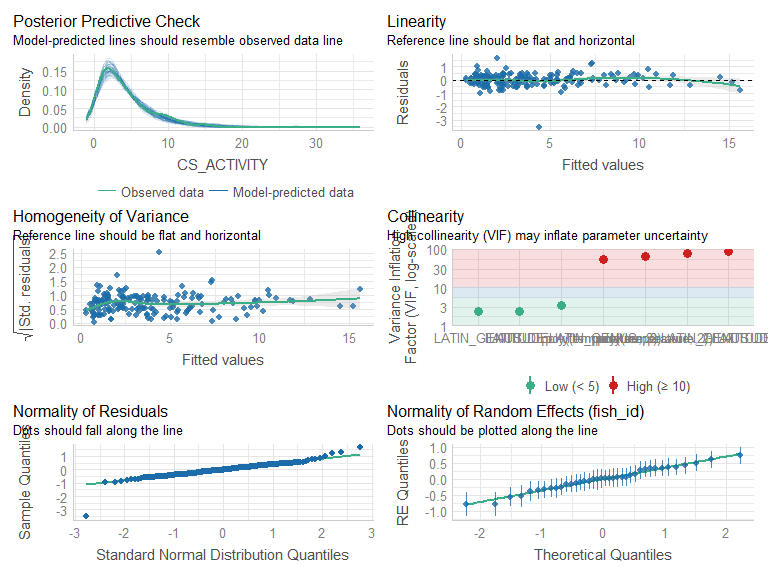 Posterior Predictive Check
Model-predicted lines should resemble observed data line
Density
0.15
0.10
0.05
0.00
0 10 20 30
CS_ACTIVITY
Observed data Model-predicted data
Linearity
Reference line should be flat and horizontal
Residuals
1
0
-1
-2
-3
0 5 10 15
Fitted values
Homogeneity of Variance
Reference line should be flat and horizontal
√|Std. residuals|
2.5
2.0
1.5
1.0
0.5
0.0
0 5 10 15
Fitted values
Collinearity
High collinearity (VIF) may inflate parameter uncertainty
Variance Inflation
Factor (VIF, log-scaled)
100
30
10
3
1
Low (< 5) High (≥ 10)
Normality of Residuals
Dots should fall along the line
Sample Quantiles
1
0
-1
-2
-3
-3 -2 -1 0 1 2 3
Standard Normal Distribution Quantiles
Normality of Random Effects (fish_id)
Dots should be plotted along the line
RE Quantiles
1.0
0.5
0.0
-0.5
-1.0
-2 -1 0 1 2
Theoretical Quantiles